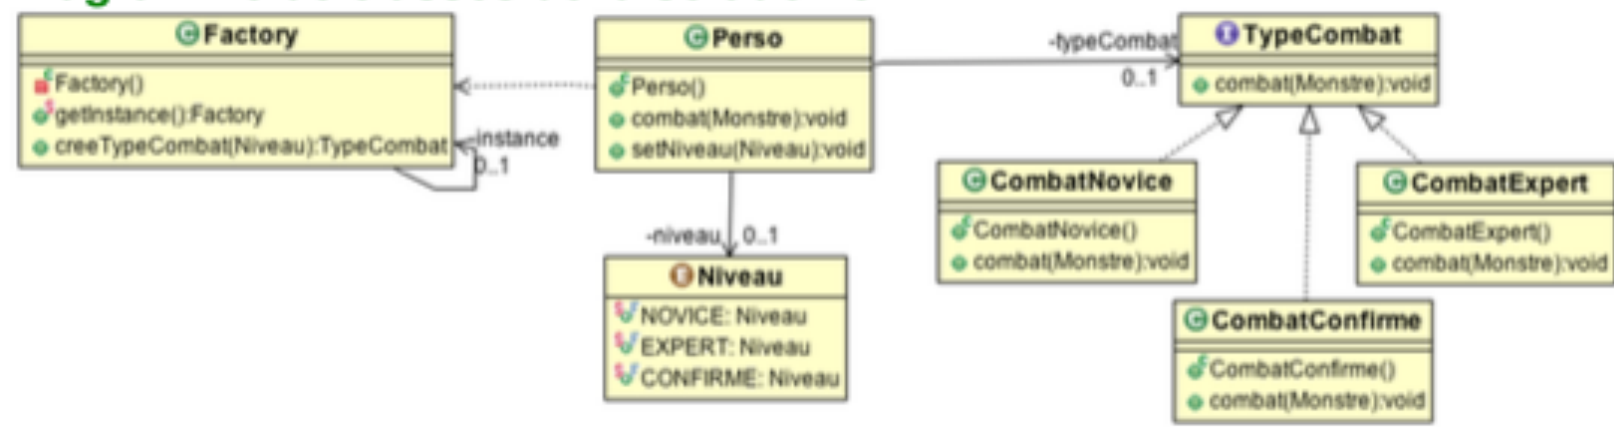 Factory
Factory()
getInstance():Factory
creeTypeCombat(Niveau):TypeCombat
-instance
0..1
Perso
Perso()
combat(Monstre):void
setNiveau(Niveau):void
-typeCombat
0..1
TypeCombat
combat(Monstre):void
-niveau 0..1
Niveau
NOVICE: Niveau
EXPERT: Niveau
CONFIRME: Niveau
CombatNovice
CombatNovice()
combat(Monstre):void
CombatExpert
CombatExpert()
combat(Monstre):void
CombatConfirme
CombatConfirme()
combat(Monstre):void